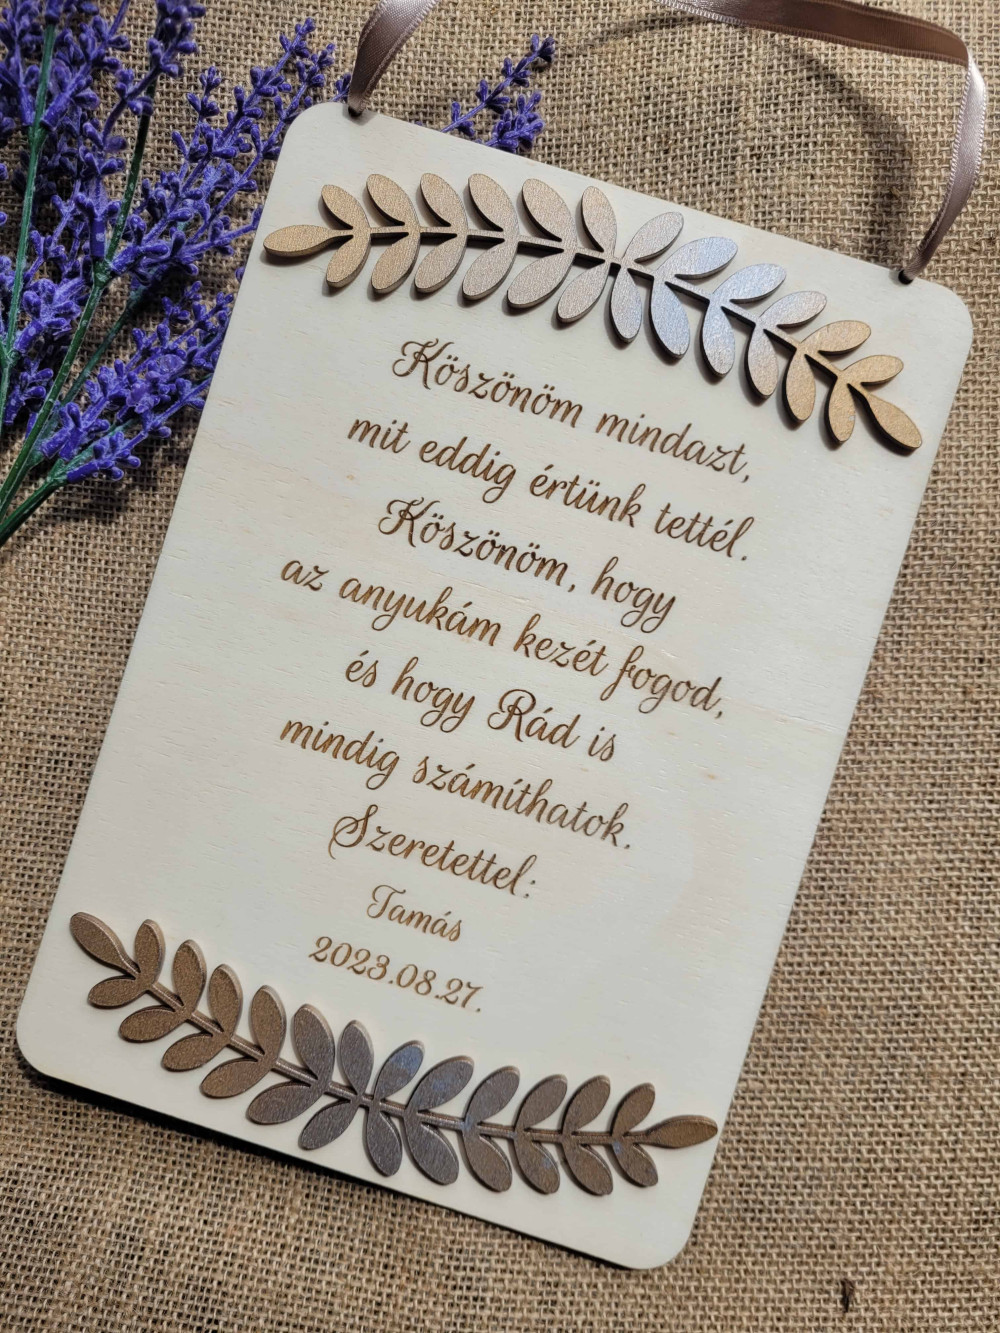 Köszönöm mindazt,
mit eddig értünk tettél.
Köszönöm, hogy
az anyukám kezét fogod,
és hogy Rád is
mindig számíthatok.
Szeretettel:
Tamás
2023.08.27.